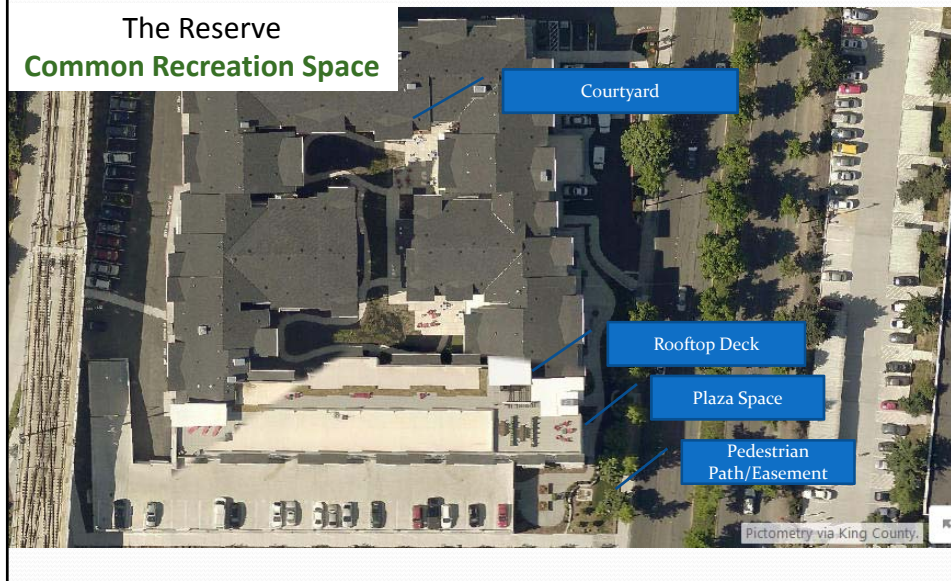 The Reserve
Common Recreation Space
Courtyard
Rooftop Deck
Plaza Space
Pedestrian
Path/Easement
Pictometry via King County.